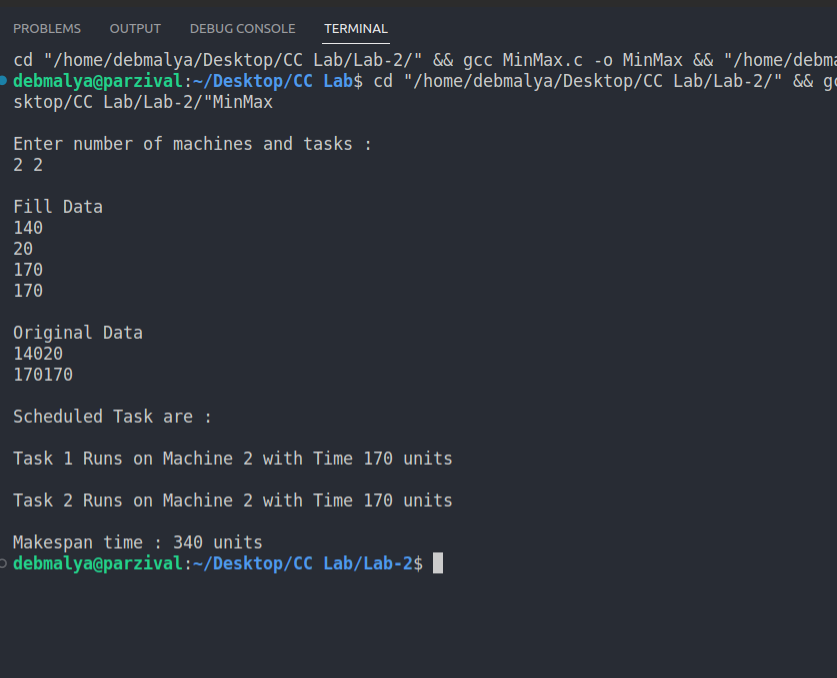 PROBLEMS OUTPUT DEBUG CONSOLE TERMINAL
cd "/home/debmalya/Desktop/CC Lab/Lab-2/" && gcc MinMax.c -o MinMax && "/home/debma
debmalya@parzival:~/Desktop/CC Lab$ cd "/home/debmalya/Desktop/CC Lab/Lab-2/" && gc
sktop/CC Lab/Lab-2/"MinMax
Enter number of machines and tasks :
2 2
Fill Data
140
20
170
170
Original Data
14020
170170
Scheduled Task are :
Task 1 Runs on Machine 2 with Time 170 units
Task 2 Runs on Machine 2 with Time 170 units
Makespan time : 340 units
debmalya@parzival:~/Desktop/CC Lab/Lab-2$